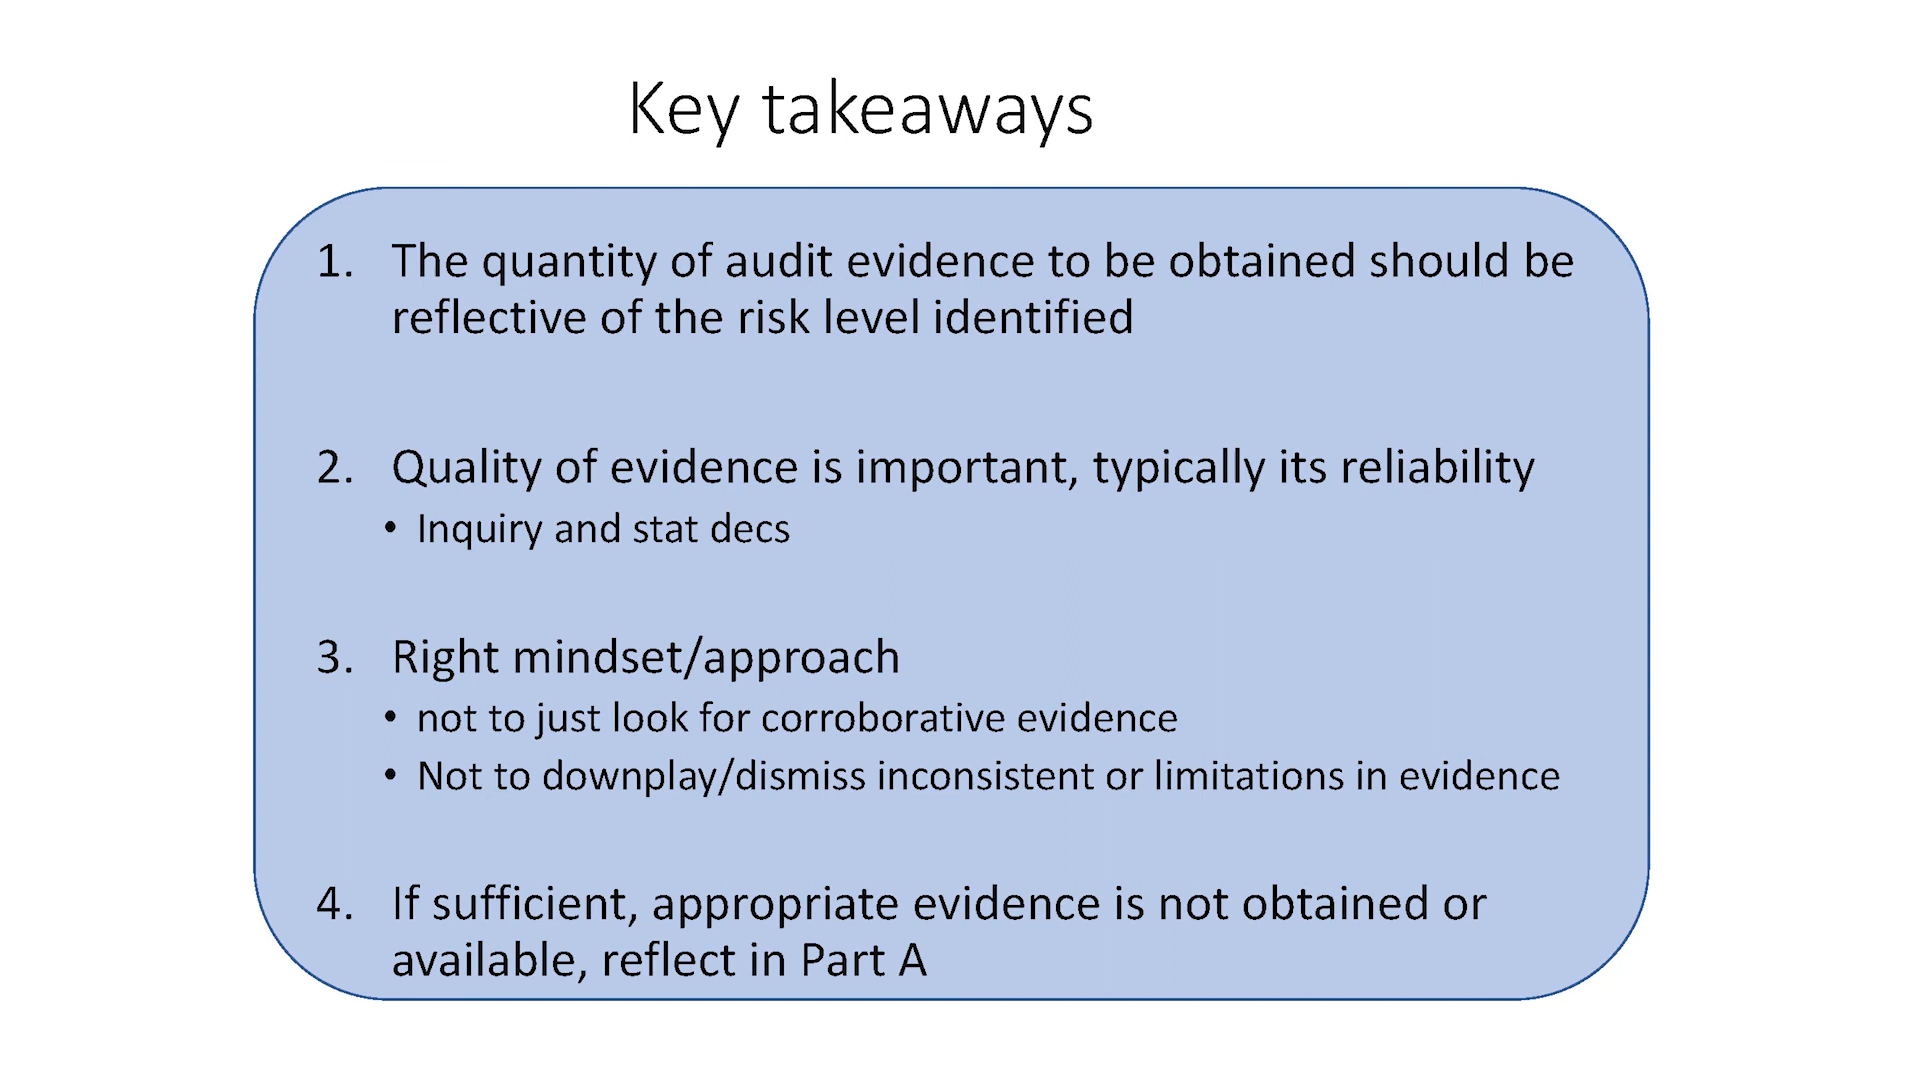 Key takeaways
1. The quantity of audit evidence to be obtained should be
reflective of the risk level identified
2. Quality of evidence is important, typically its reliability
• Inquiry and stat decs
3. Right mindset/approach
• not to just look for corroborative evidence
• Not to downplay/dismiss inconsistent or limitations in evidence
4. If sufficient, appropriate evidence is not obtained or
available, reflect in Part A